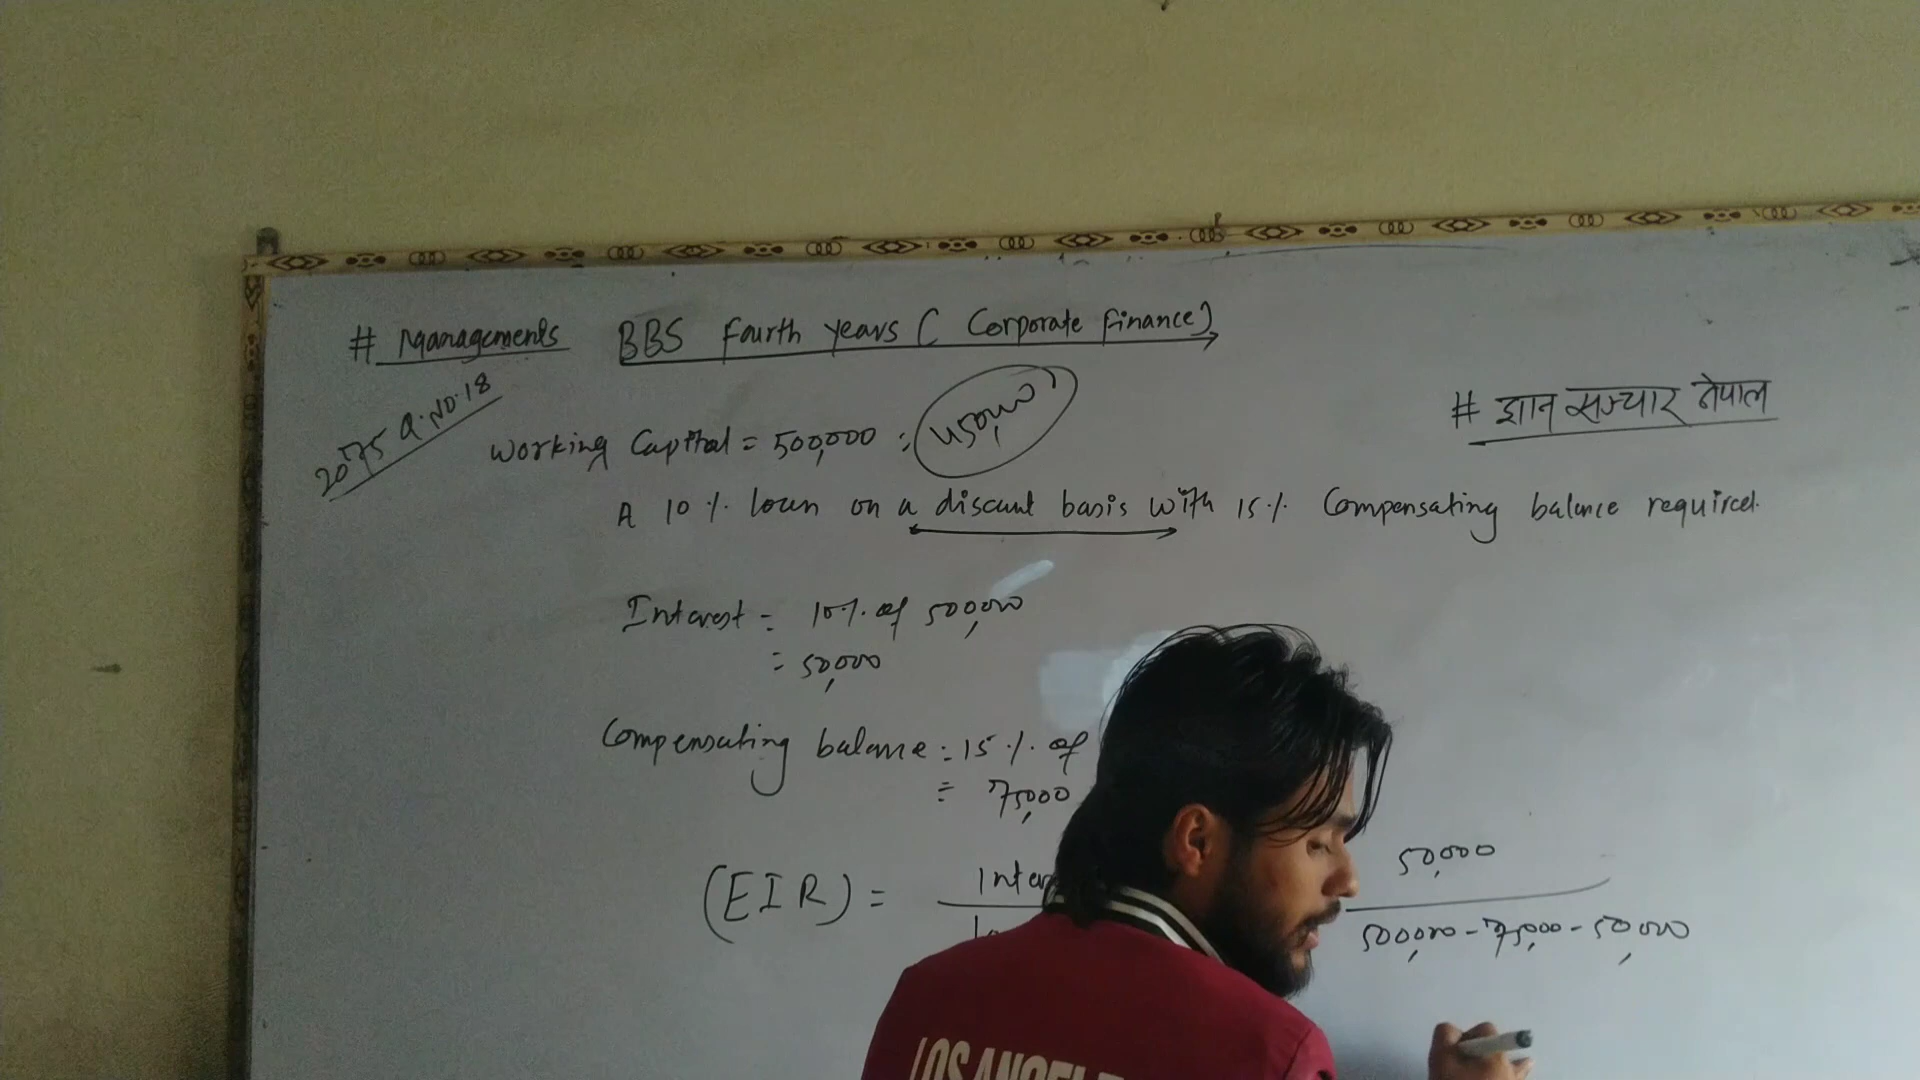 # Managements BBS Fourth Years ( Corporate Finance)
2075 Q.NO.18
Working Capital = 500,000 = 450,000
# ज्ञान सञ्चार नेपाल
A 10 %. loan on a discount basis with 15 %. Compensating balance required.
Interest = 10%. of 500,000
= 50,000
Compensating balance = 15 %. of
= 75,000
(EIR) = Inter
50,000
500,000 - 75,000 - 50,000
LOS ANGELE